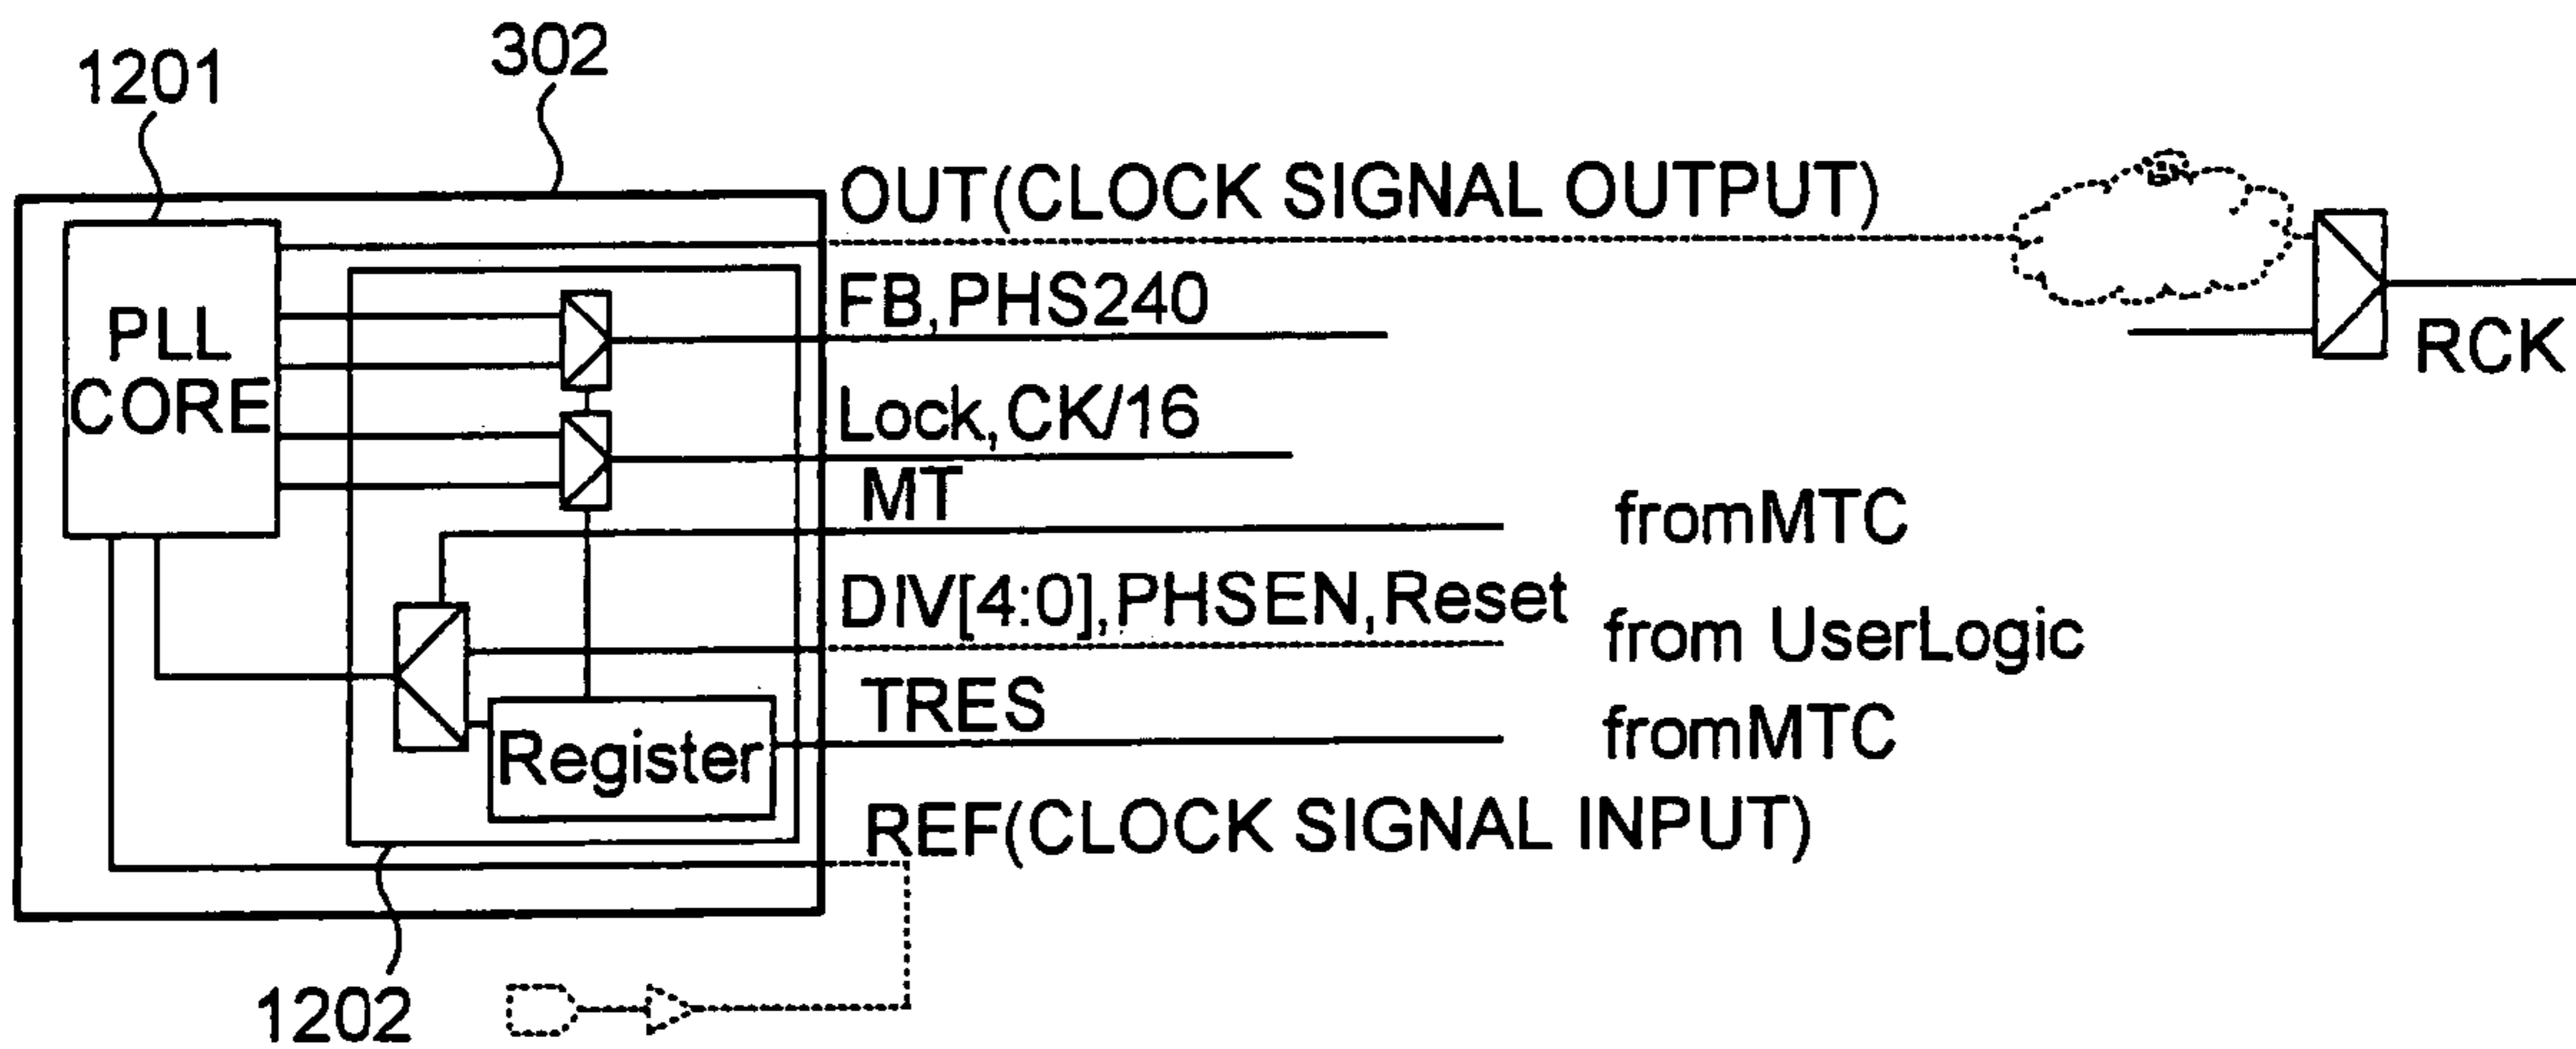 302
1201
OUT(CLOCK SIGNAL OUTPUT)
PLL
CORE
FB,PHS240
RCK
Lock,CK/16
MT
fromMTC
DIV[4:0],PHSEN,Reset
from UserLogic
TRES
fromMTC
Register
REF(CLOCK SIGNAL INPUT)
1202